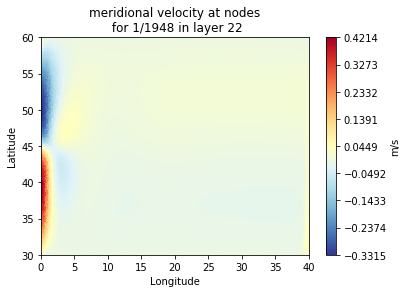 meridional velocity at nodes
for 1/1948 in layer 22
60
55
50
45
40
35
30
Latitude
0 5 10 15 20 25 30 35 40
Longitude
0.4214
0.3273
0.2332
0.1391
0.0449
−0.0492
−0.1433
−0.2374
−0.3315
m/s